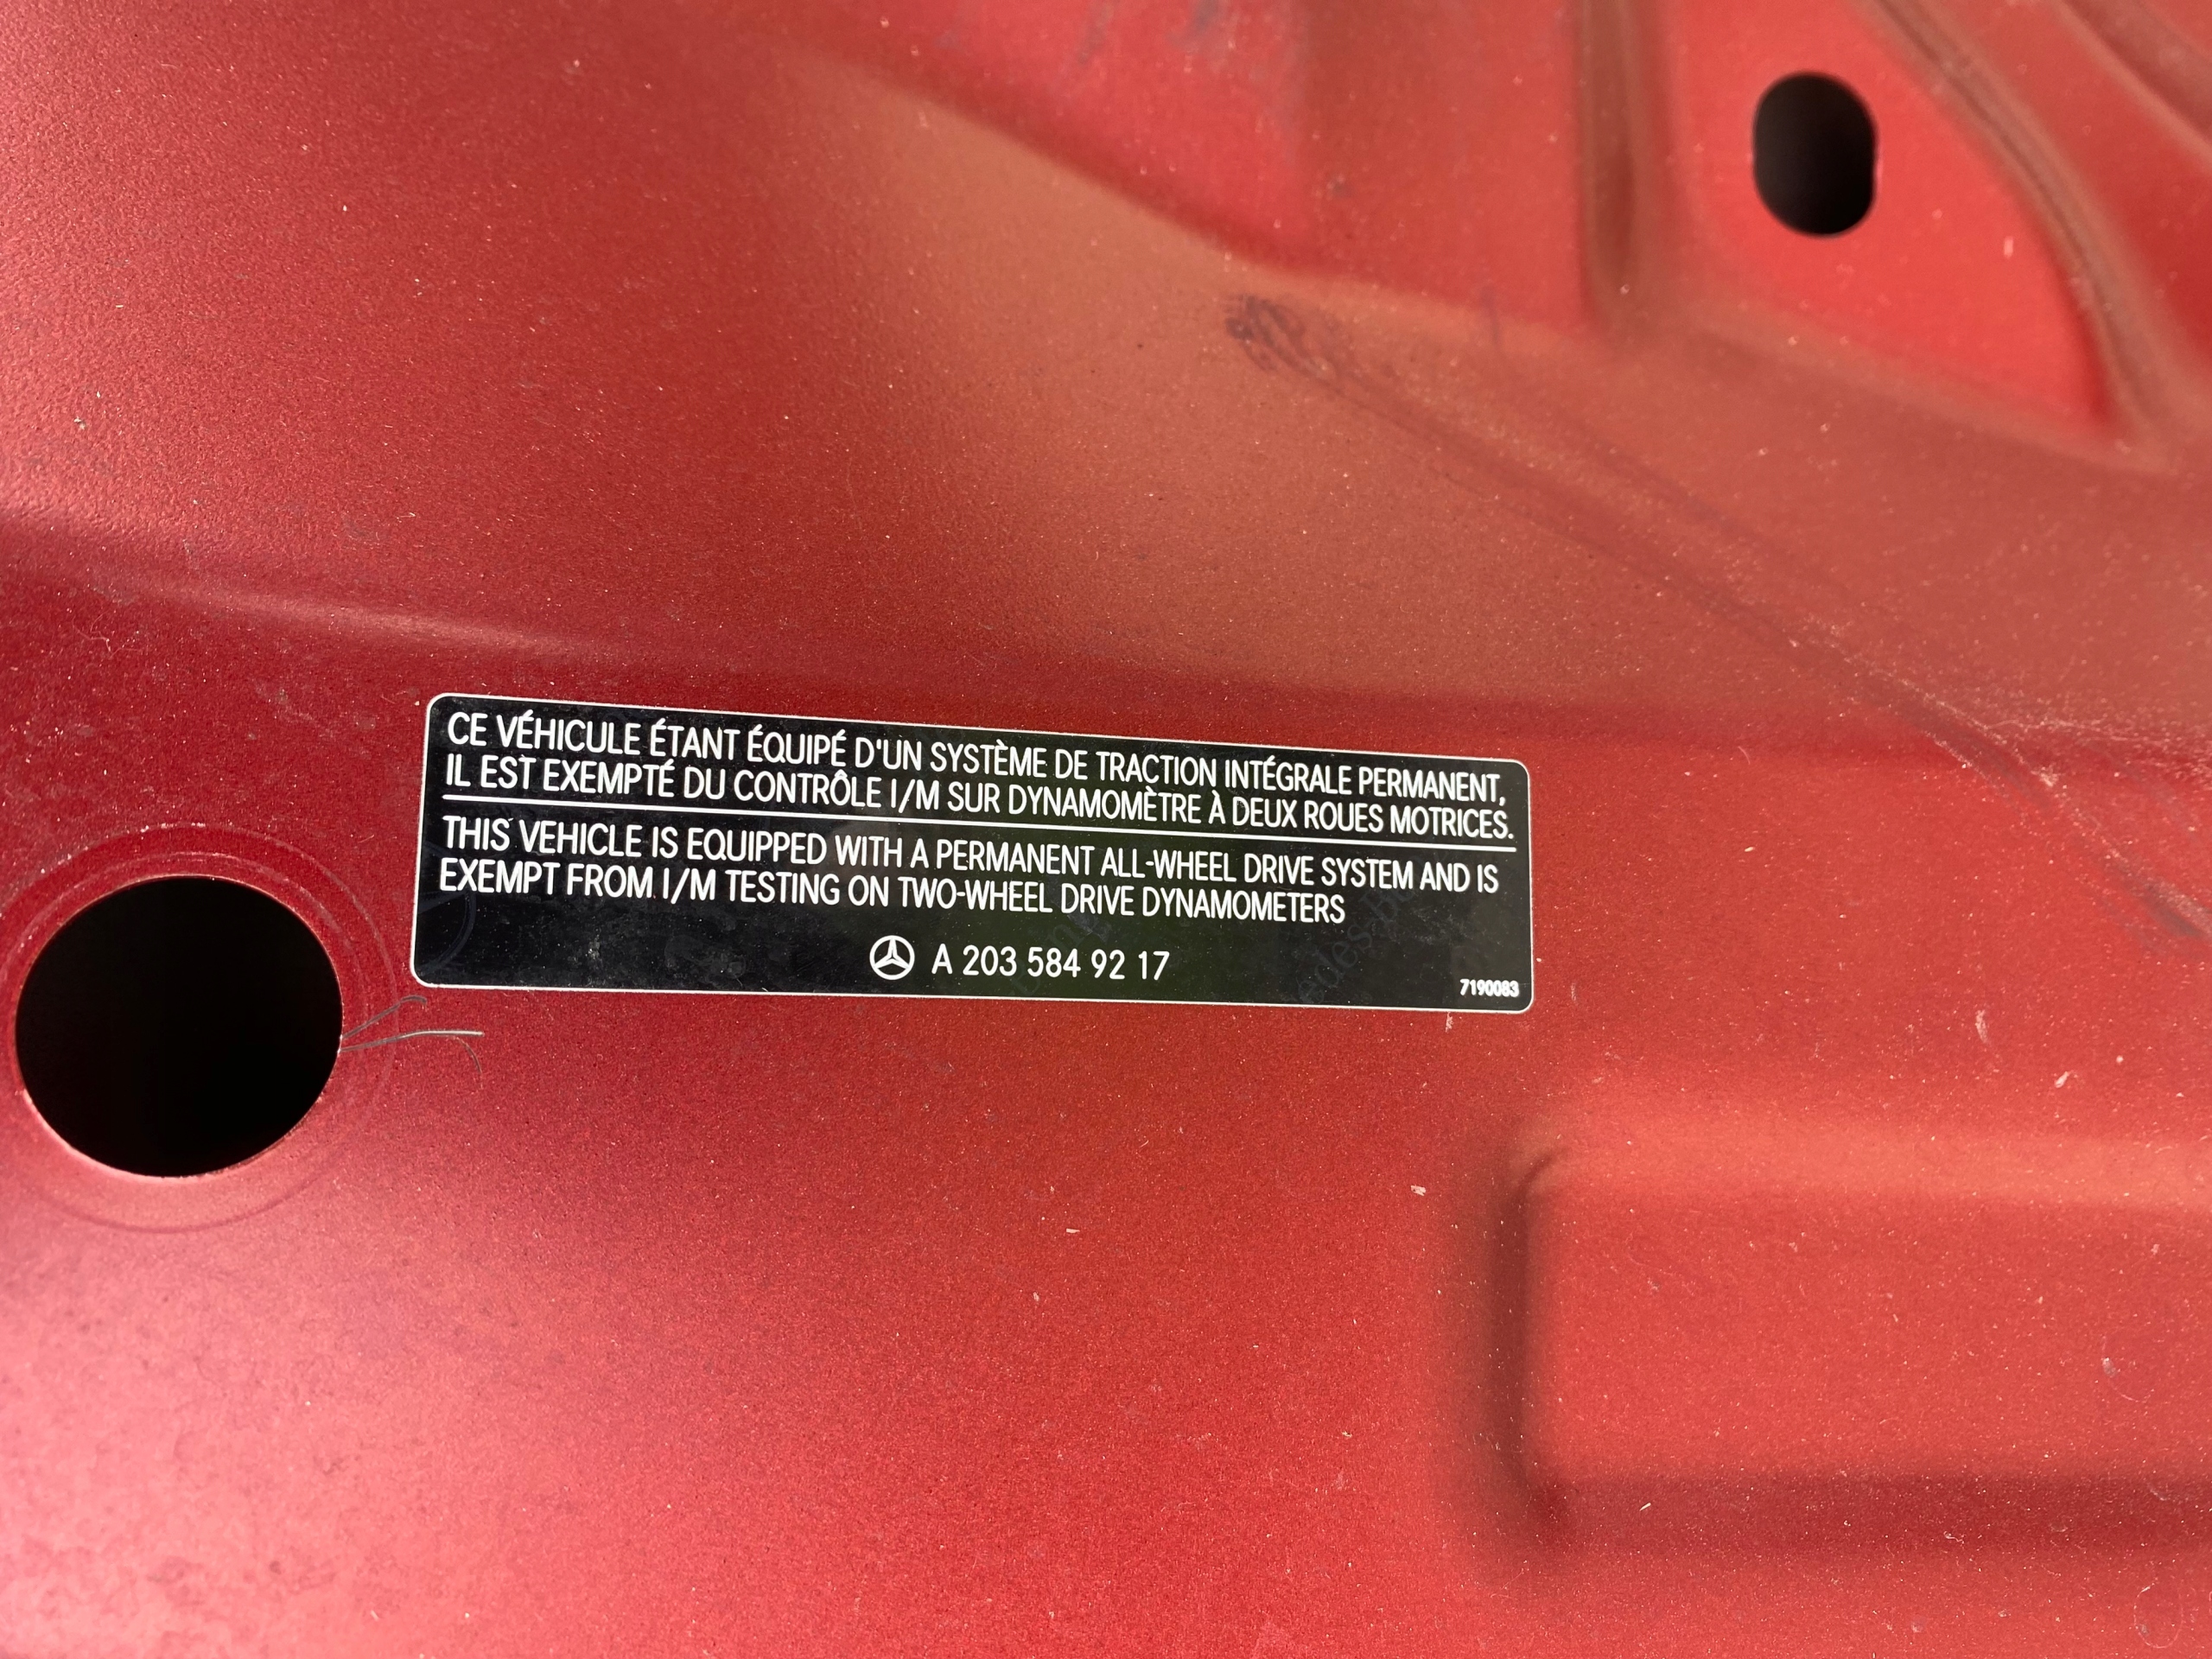 CE VÉHICULE ÉTANT ÉQUIPÉ D'UN SYSTÈME DE TRACTION INTÉGRALE PERMANENT,
IL EST EXEMPTÉ DU CONTRÔLE I/M SUR DYNAMOMÈTRE À DEUX ROUES MOTRICES.
THIS VEHICLE IS EQUIPPED WITH A PERMANENT ALL-WHEEL DRIVE SYSTEM AND IS
EXEMPT FROM I/M TESTING ON TWO-WHEEL DRIVE DYNAMOMETERS
A 203 584 92 17
7190083